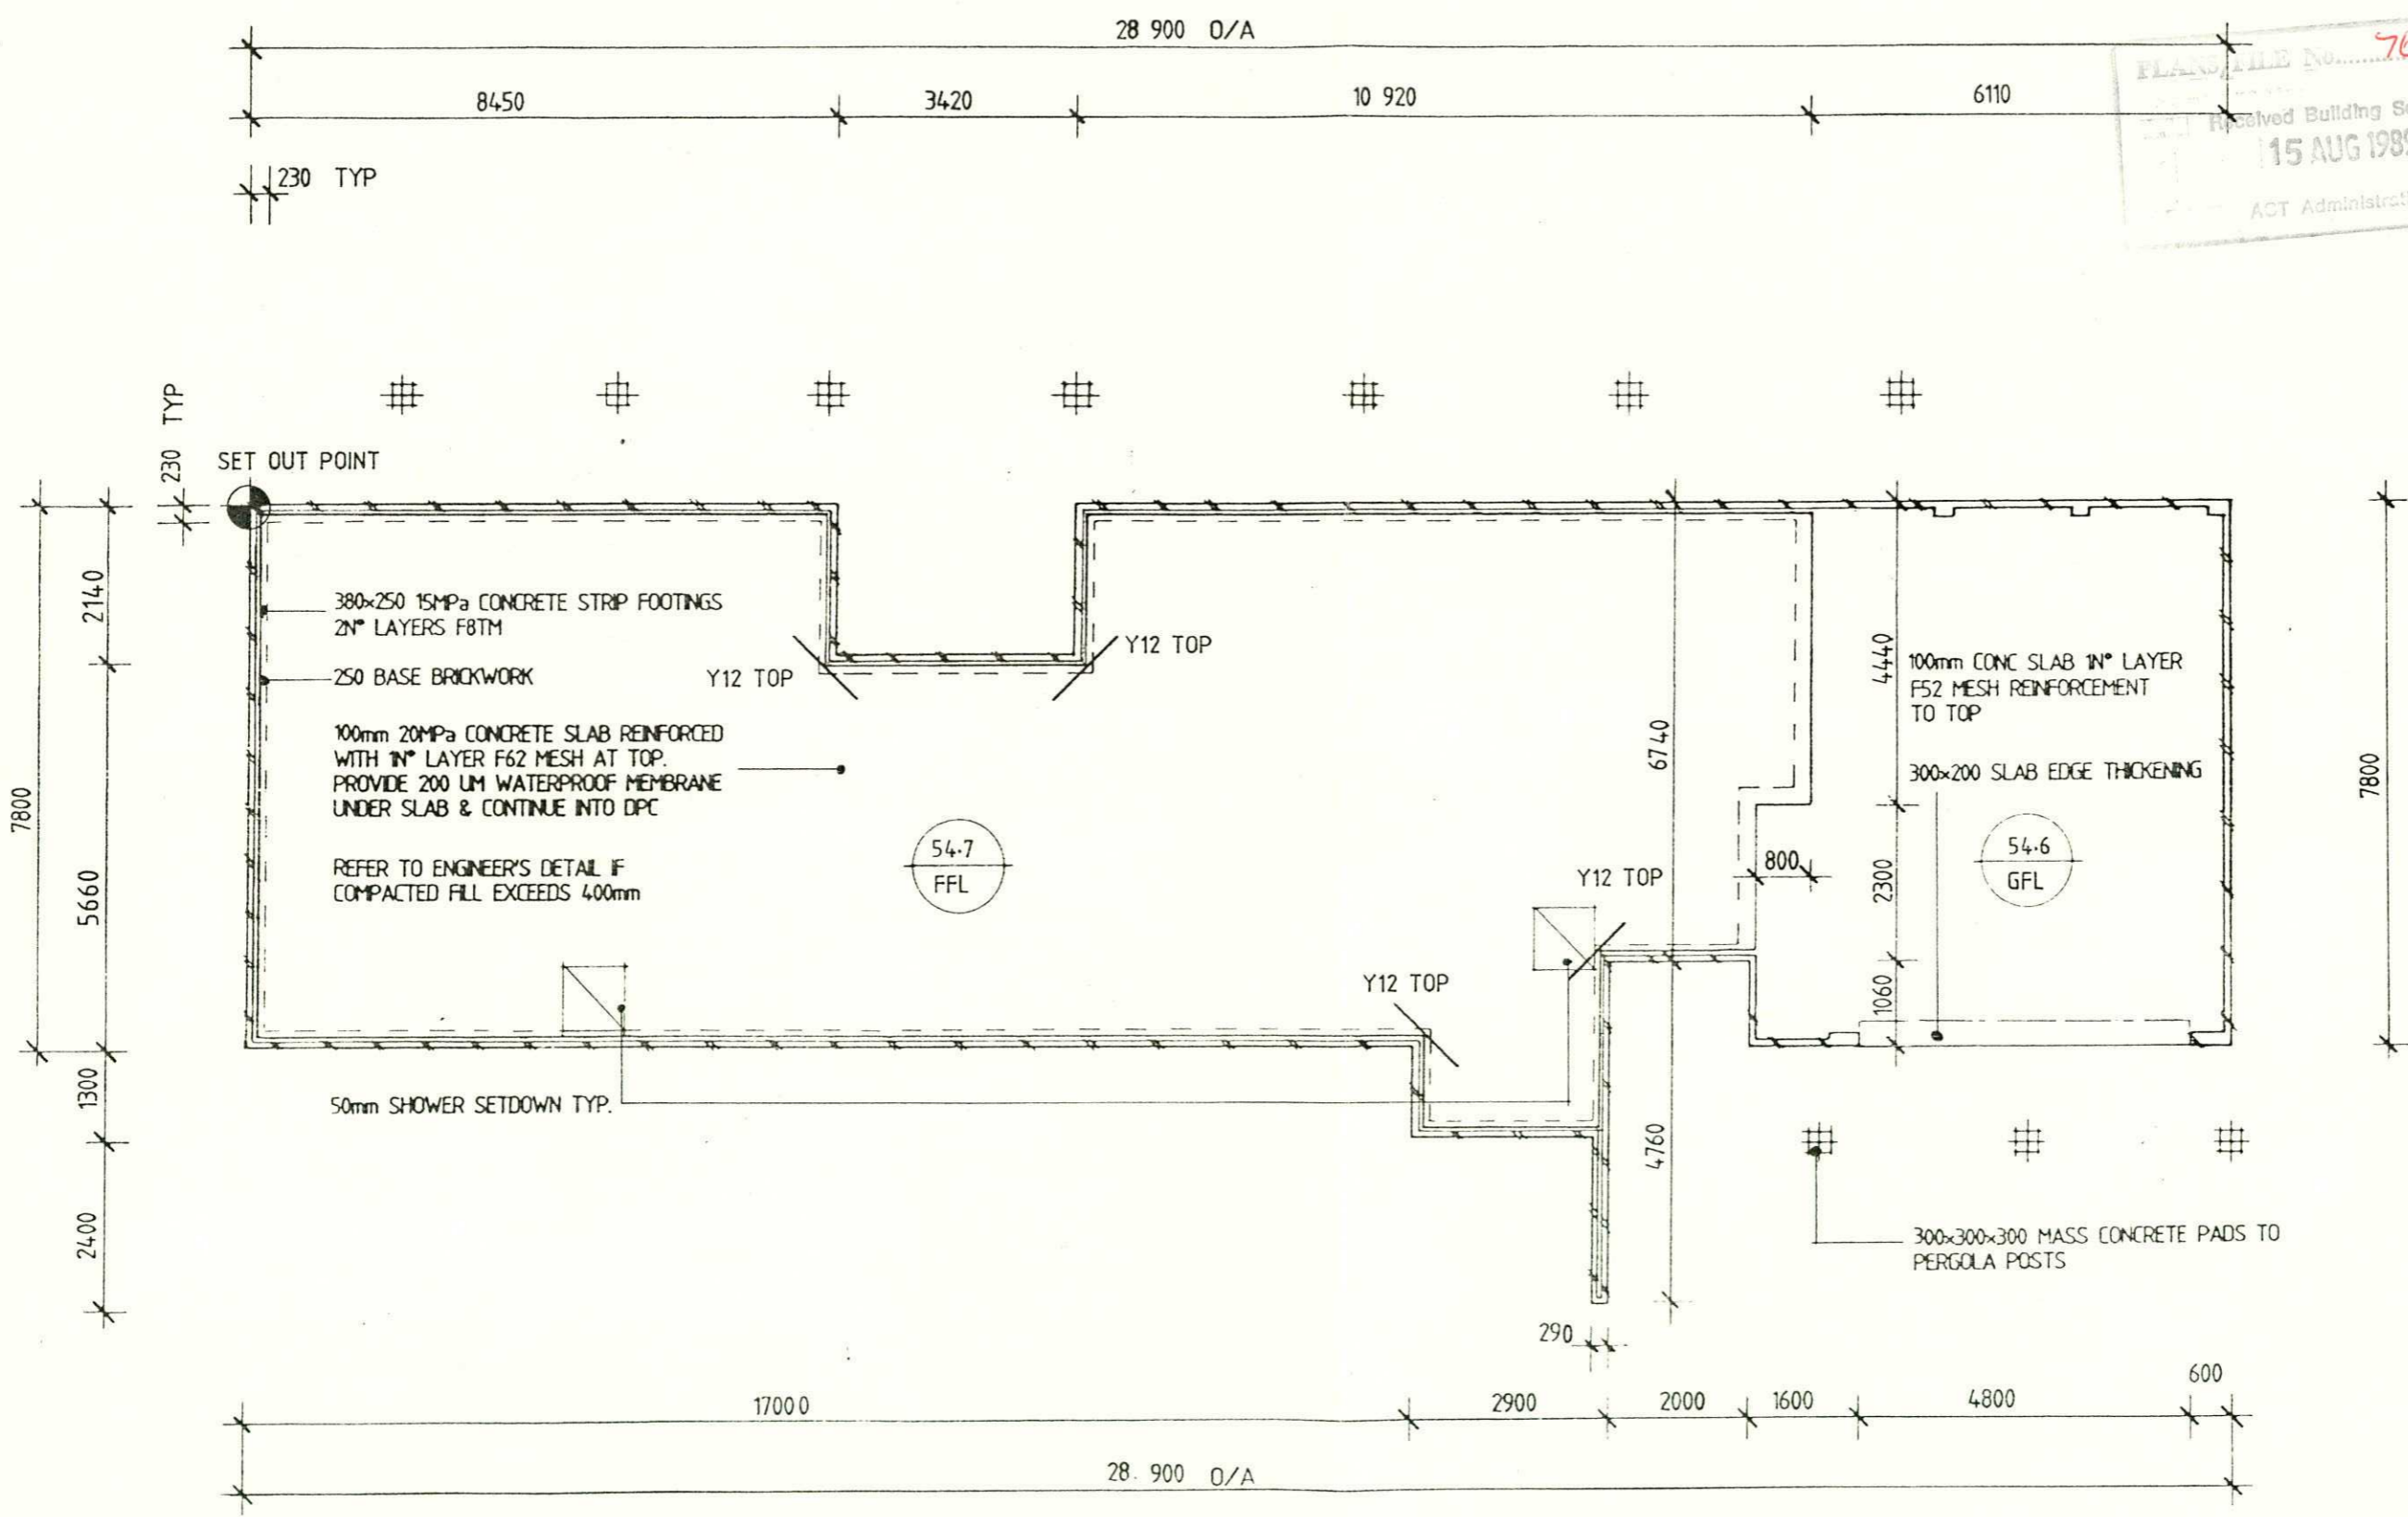 28 900 O/A
8450
3420
10 920
6110
230 TYP
PLANS/FILE No.
Received Building
15 AUG 198
ACT
230 TYP
SET OUT POINT
7800
2140
5660
1300
2400
380x250 15MPa CONCRETE STRIP FOOTINGS
2N° LAYERS F8TM
250 BASE BRICKWORK
100mm 20MPa CONCRETE SLAB REINFORCED
WITH 1N° LAYER F62 MESH AT TOP.
PROVIDE 200 UM WATERPROOF MEMBRANE
UNDER SLAB & CONTINUE INTO DPC
REFER TO ENGINEER'S DETAIL IF
COMPACTED FILL EXCEEDS 400mm
Y12 TOP
Y12 TOP
54.7
FFL
Y12 TOP
Y12 TOP
6740
4760
800
4440
2300
1060
100mm CONC SLAB 1N° LAYER
F52 MESH REINFORCEMENT
TO TOP
300x200 SLAB EDGE THICKENING
54.6
GFL
7800
50mm SHOWER SETDOWN TYP.
300x300x300 MASS CONCRETE PADS TO
PERGOLA POSTS
290
17000
2900
2000
1600
4800
600
28. 900 O/A